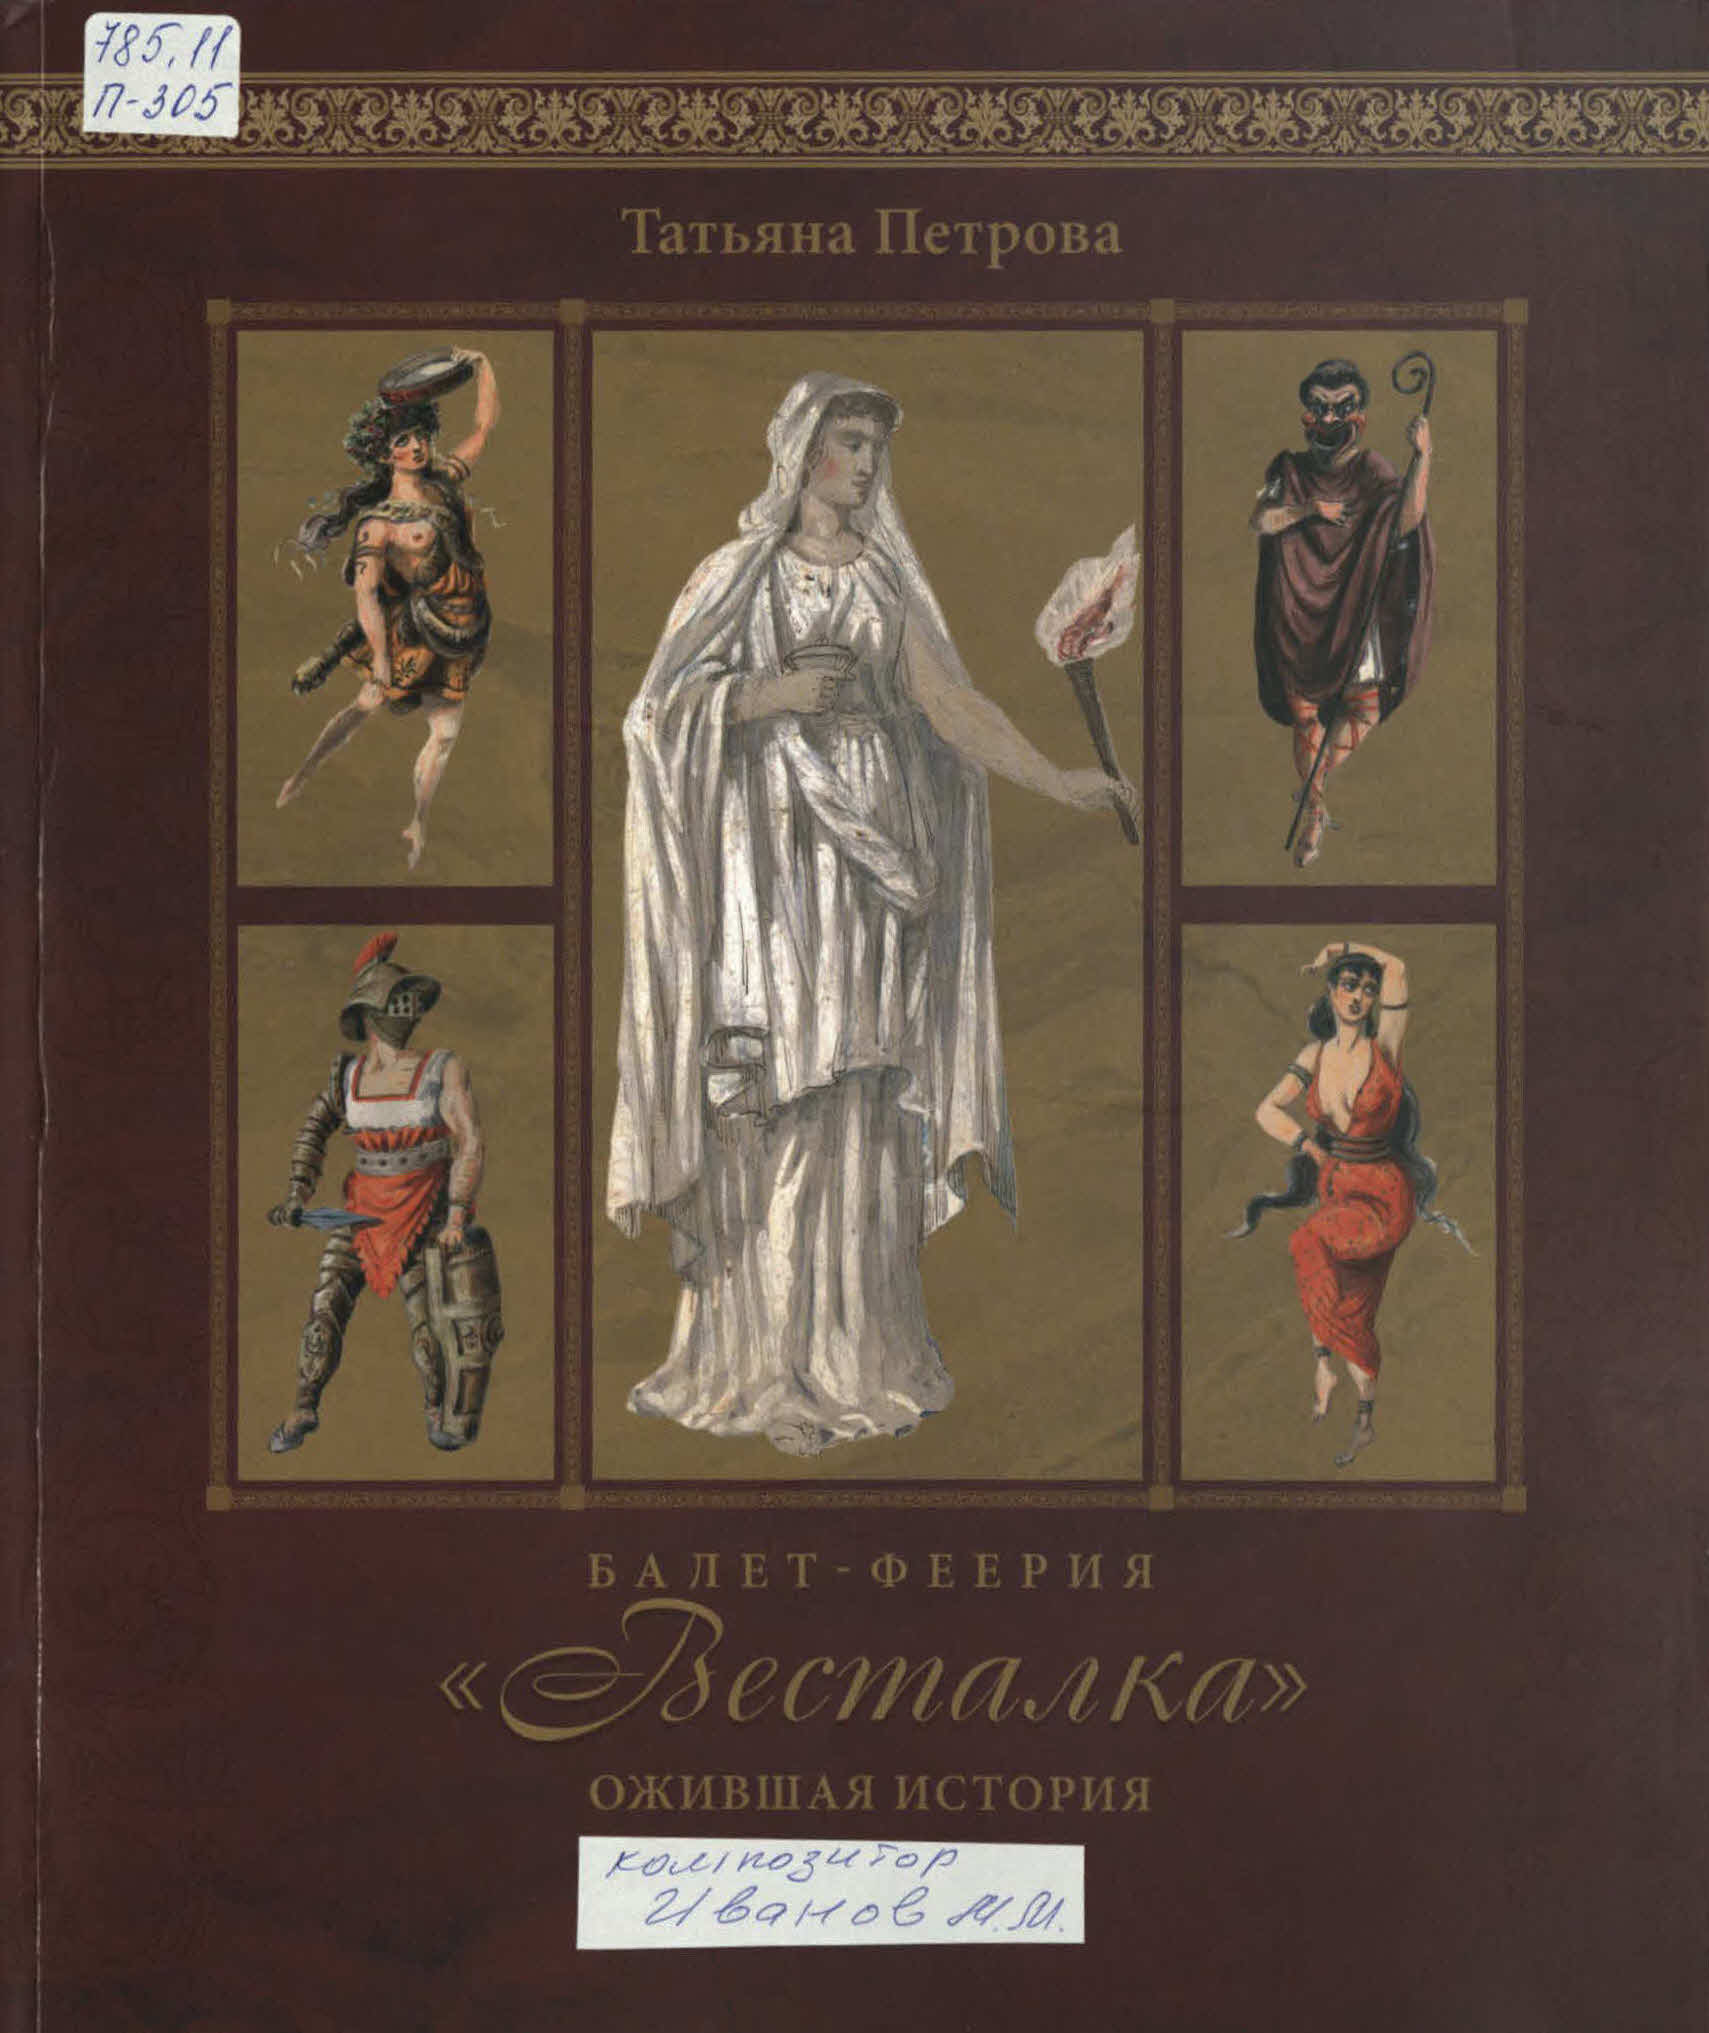 785.11
П-305
Татьяна Петрова
БАЛЕТ-ФЕЕРИЯ
«Весталка»
ОЖИВШАЯ ИСТОРИЯ
композитор
Иванов М.М.